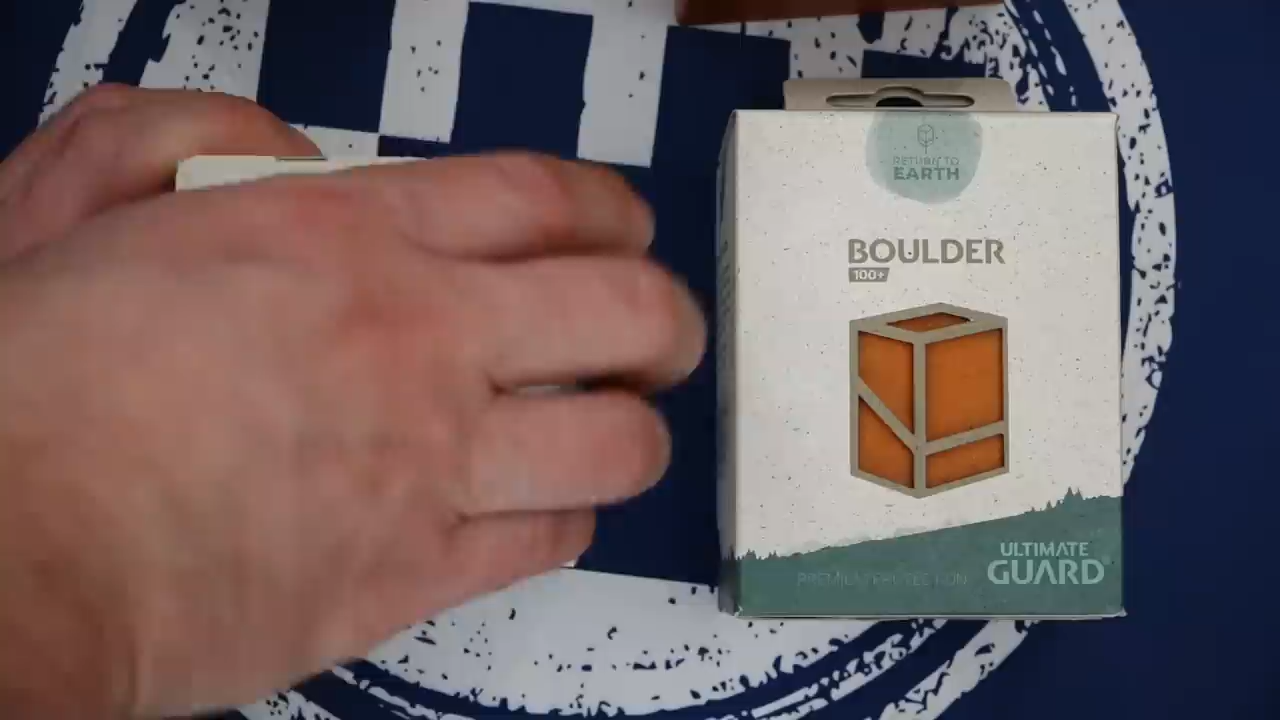 RETURN TO
EARTH
BOULDER
100+
ULTIMATE
GUARD
PREMIUM PROTECTION